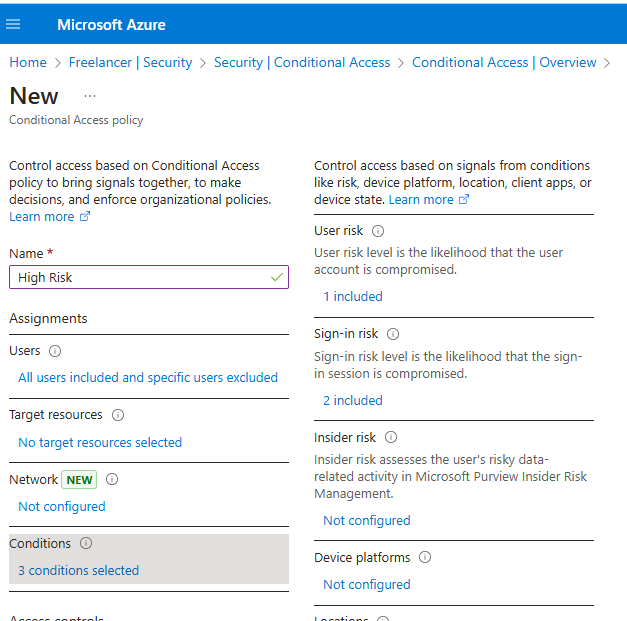 Microsoft Azure
Home > Freelancer | Security > Security | Conditional Access > Conditional Access | Overview >
New ...
Conditional Access policy
Control access based on Conditional Access
policy to bring signals together, to make
decisions, and enforce organizational policies.
Learn more
Name *
High Risk
Assignments
Users
All users included and specific users excluded
Target resources
No target resources selected
Network NEW
Not configured
Conditions
3 conditions selected
Access controls
Control access based on signals from conditions
like risk, device platform, location, client apps, or
device state. Learn more
User risk
User risk level is the likelihood that the user
account is compromised.
1 included
Sign-in risk
Sign-in risk level is the likelihood that the sign-
in session is compromised.
2 included
Insider risk
Insider risk assesses the user's risky data-
related activity in Microsoft Purview Insider Risk
Management.
Not configured
Device platforms
Not configured
Locations